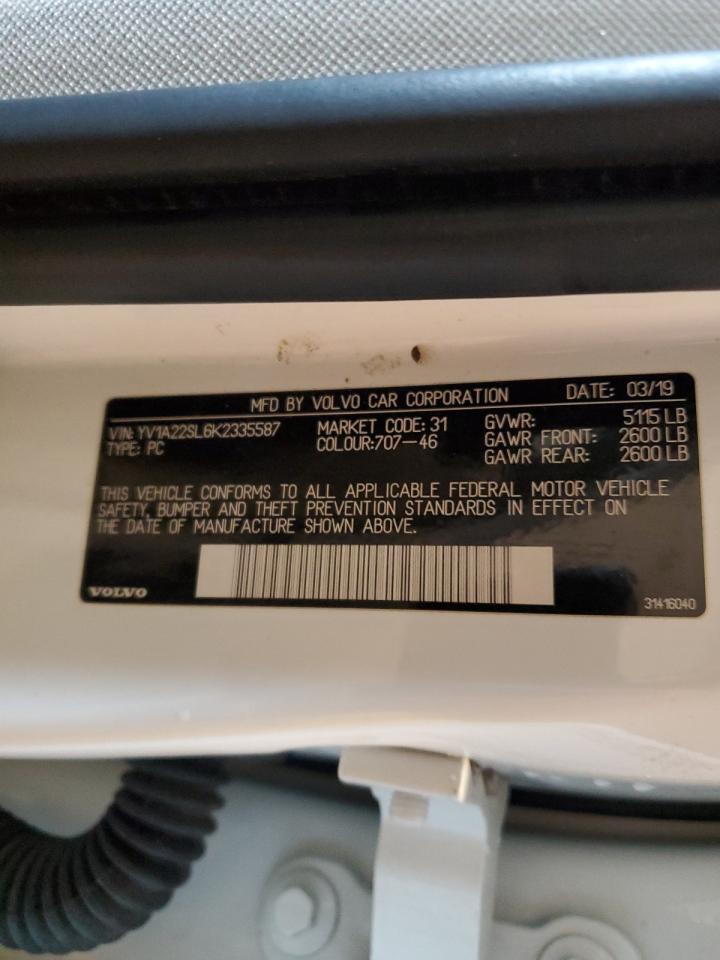 MFD BY VOLVO CAR CORPORATION DATE: 03/19
VIN: YV1A22SL6K2335587 MARKET CODE: 31 GVWR: 5115 LB
TYPE: PC COLOUR:707-46 GAWR FRONT: 2600 LB
GAWR REAR: 2600 LB
THIS VEHICLE CONFORMS TO ALL APPLICABLE FEDERAL MOTOR VEHICLE
SAFETY, BUMPER AND THEFT PREVENTION STANDARDS IN EFFECT ON
THE DATE OF MANUFACTURE SHOWN ABOVE.
VOLVO 31416040